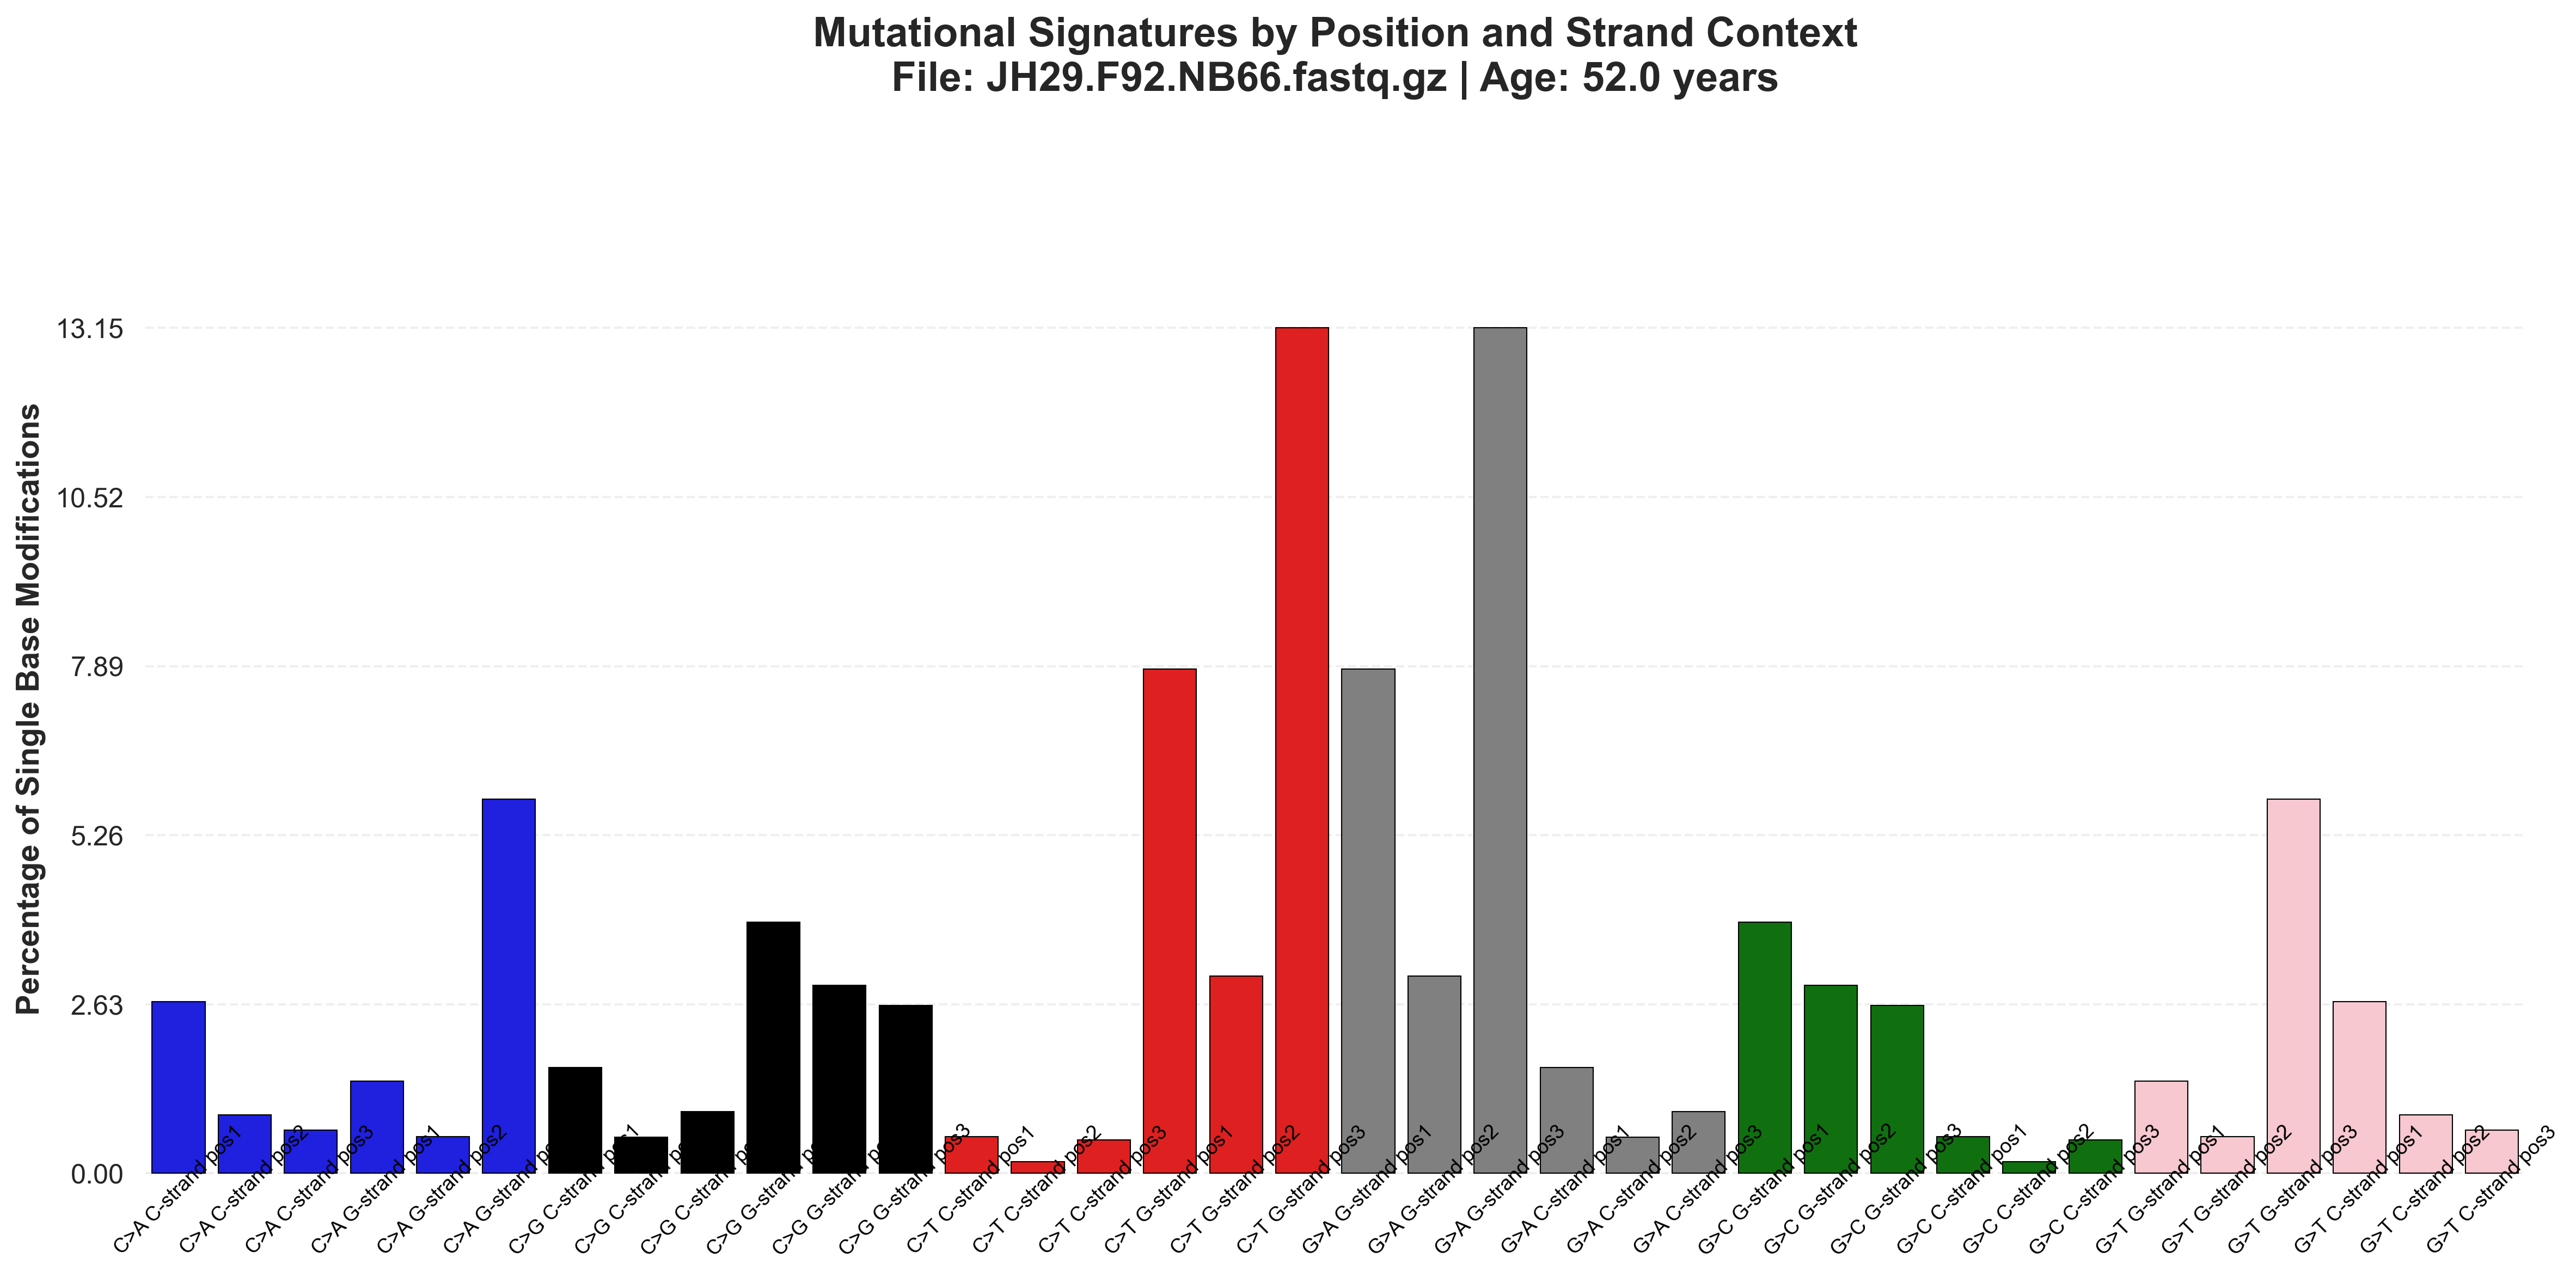 Mutational Signatures by Position and Strand Context
File: JH29.F92.NB66.fastq.gz | Age: 52.0 years
Percentage of Single Base Modifications
13.15
10.52
7.89
5.26
2.63
0.00
C>A C-strand pos1
C>A C-strand pos2
C>A C-strand pos3
C>A G-strand pos1
C>A G-strand pos2
C>A G-strand pos3
C>G C-strand pos1
C>G C-strand pos2
C>G C-strand pos3
C>G G-strand pos1
C>G G-strand pos2
C>G G-strand pos3
C>T C-strand pos1
C>T C-strand pos2
C>T C-strand pos3
C>T G-strand pos1
C>T G-strand pos2
C>T G-strand pos3
G>A G-strand pos1
G>A G-strand pos2
G>A G-strand pos3
G>A C-strand pos1
G>A C-strand pos2
G>A C-strand pos3
G>C G-strand pos1
G>C G-strand pos2
G>C G-strand pos3
G>C C-strand pos1
G>C C-strand pos2
G>C C-strand pos3
G>T G-strand pos1
G>T G-strand pos2
G>T G-strand pos3
G>T C-strand pos1
G>T C-strand pos2
G>T C-strand pos3